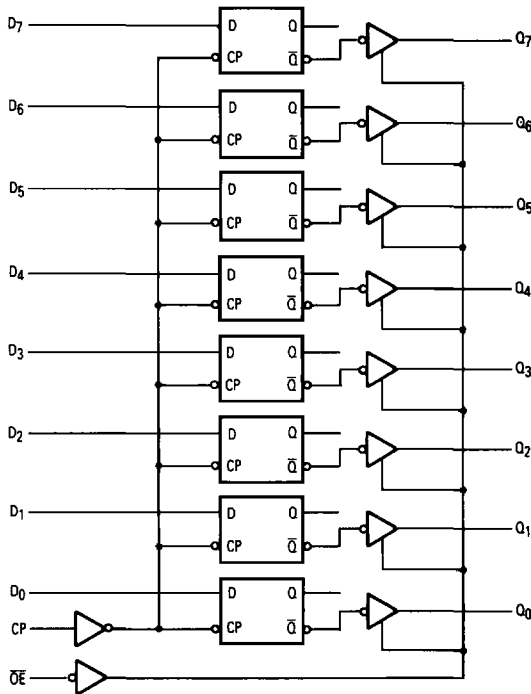 D7 D Q Q7
CP Q̅
D6 D Q Q6
CP Q̅
D5 D Q Q5
CP Q̅
D4 D Q Q4
CP Q̅
D3 D Q Q3
CP Q̅
D2 D Q Q2
CP Q̅
D1 D Q Q1
CP Q̅
D0 D Q Q0
CP CP Q̅
O̅E̅